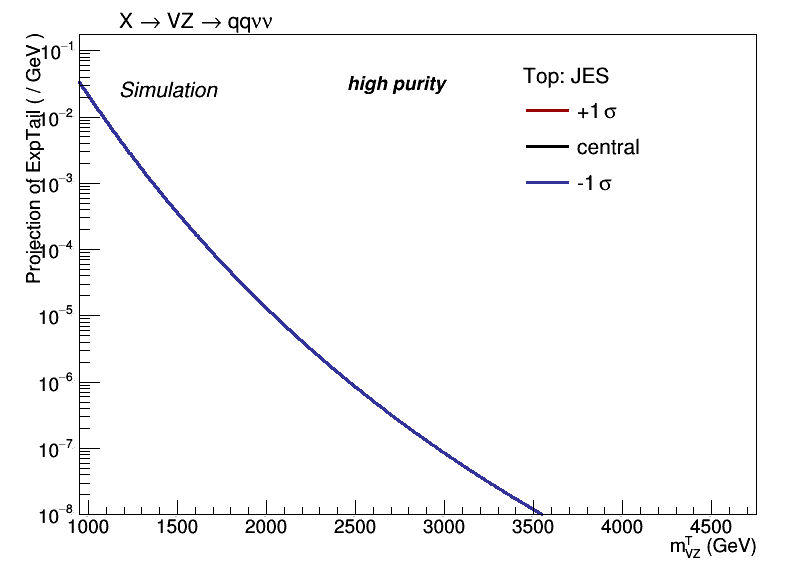 X → VZ → qqνν
Projection of ExpTail ( / GeV )
10⁻¹
10⁻²
10⁻³
10⁻⁴
10⁻⁵
10⁻⁶
10⁻⁷
10⁻⁸
Simulation
high purity
Top: JES
+1 σ
central
-1 σ
1000 1500 2000 2500 3000 3500 4000 4500
m^T_VZ (GeV)